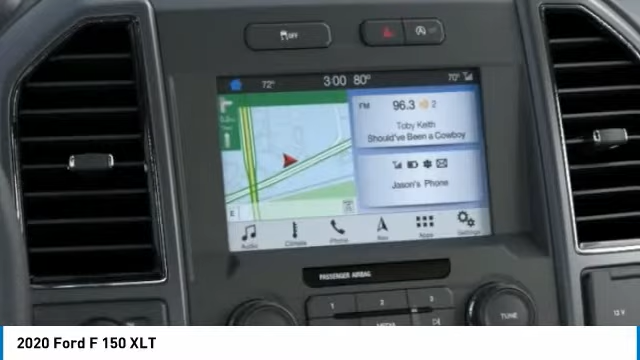 OFF
72° 3:00 80° 70°
FM 96.3 2
Toby Keith
Should've Been a Cowboy
Jason's Phone
Audio Climate Phone Nav Apps Settings
PASSENGER AIRBAG
1 2 3
MEDIA
TUNE
12 V
2020 Ford F 150 XLT